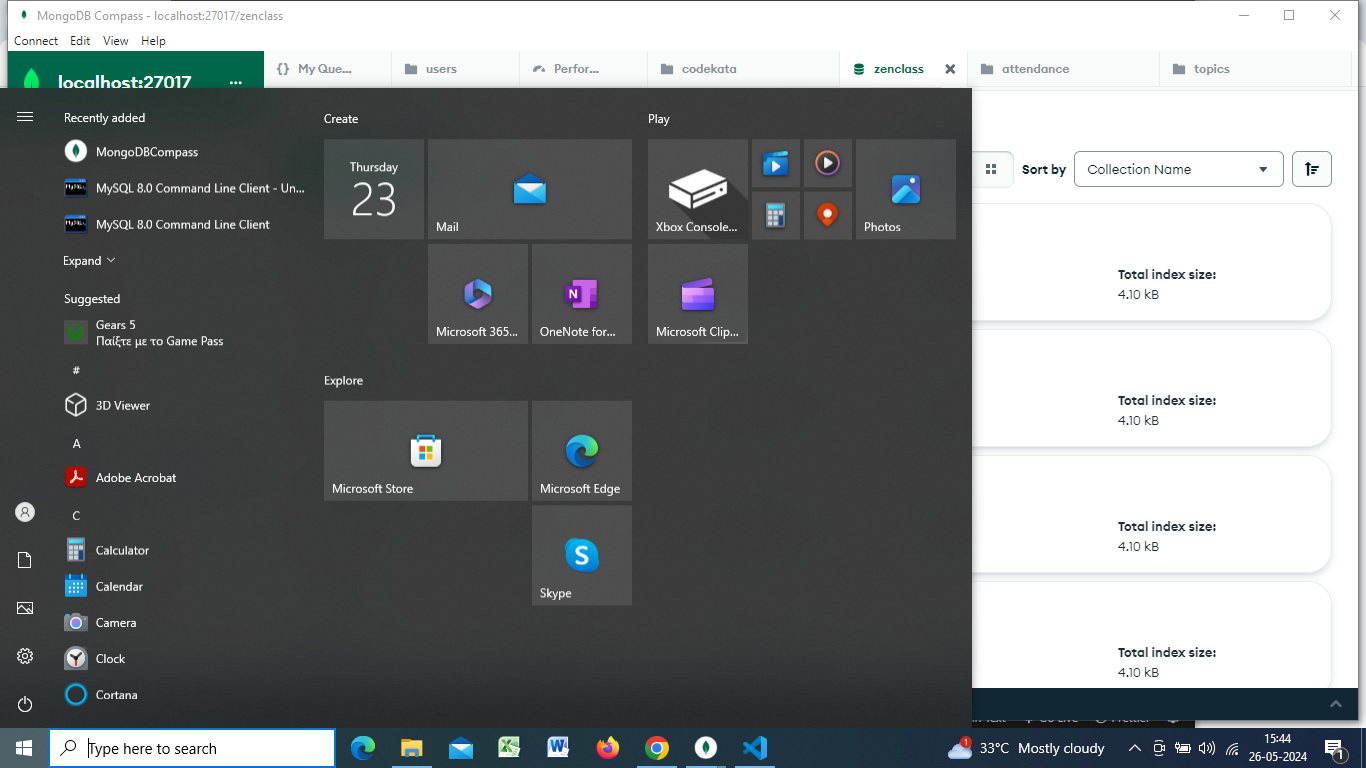 MongoDB Compass - localhost:27017/zenclass
Connect Edit View Help
localhost:27017 ...
{} My Que...
users
Perfor...
codekata
zenclass
attendance
topics
Sort by
Collection Name
Total index size:
4.10 kB
Total index size:
4.10 kB
Total index size:
4.10 kB
Total index size:
4.10 kB
Recently added
MongoDBCompass
MySQL 8.0 Command Line Client - Un...
MySQL 8.0 Command Line Client
Expand
Suggested
Gears 5
Παίξτε με το Game Pass
#
3D Viewer
A
Adobe Acrobat
C
Calculator
Calendar
Camera
Clock
Cortana
Create
Thursday
23
Mail
Microsoft 365...
OneNote for...
Play
Xbox Console...
Photos
Microsoft Clip...
Explore
Microsoft Store
Microsoft Edge
Skype
Type here to search
1
33°C Mostly cloudy
15:44
26-05-2024
1